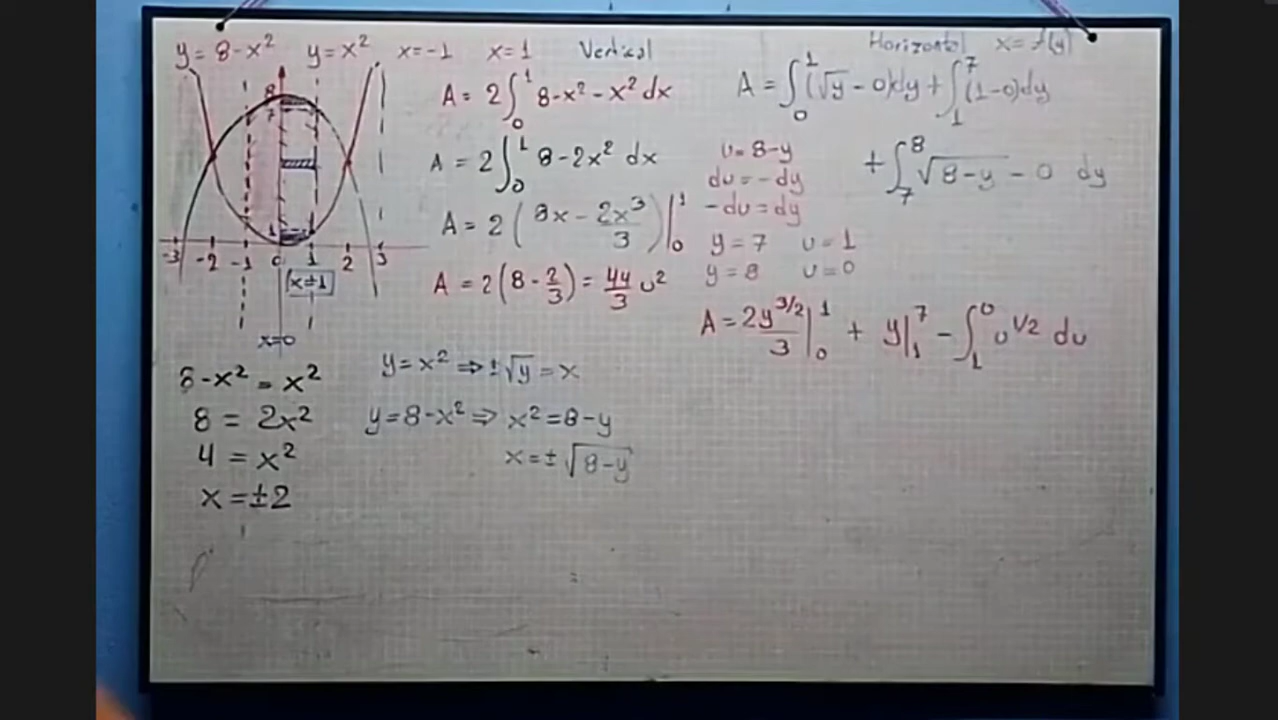 y = 8 - x² y = x² x = -1 x = 1 Vertical
8
7
1
-3 -2 -1 0 1 2 3
x=1
x=0
8 - x² = x²
8 = 2x²
4 = x²
x = ±2
A = 2∫₀¹ 8 - x² - x² dx
A = 2∫₀¹ 8 - 2x² dx
A = 2(8x - 2x³/3)|₀¹
A = 2(8 - 2/3) = 44/3 u²
y = x² ⇒ ±√y = x
y = 8 - x² ⇒ x² = 8 - y
x = ±√(8 - y)
Horizontal x = f(y)
A = ∫₀¹ (√y - 0)dy + ∫₁⁷ (1 - 0)dy
+ ∫₇⁸ √(8 - y) - 0 dy
u = 8 - y
du = -dy
-du = dy
y = 7 u = 1
y = 8 u = 0
A = 2y^(3/2)/3|₀¹ + y|₁⁷ - ∫₁⁰ u^(1/2) du